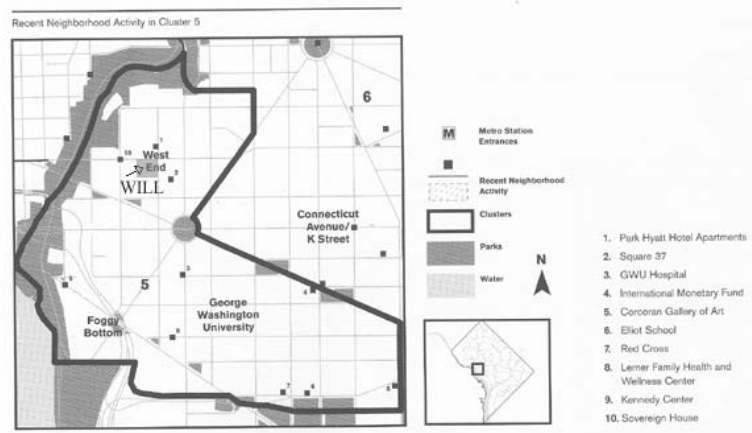 Recent Neighborhood Activity in Cluster 5
6
1
10
West
End
WILL
2
Connecticut
Avenue/
K Street
5
3
9
4
George
Washington
University
Foggy
Bottom
7
5
M
Metro Station
Entrances
Recent Neighborhood
Activity
Clusters
Parks
Water
N
1. Park Hyatt Hotel Apartments
2. Square 37
3. GWU Hospital
4. International Monetary Fund
5. Corcoran Gallery of Art
6. Elliot School
7. Red Cross
8. Lerner Family Health and
Wellness Center
9. Kennedy Center
10. Sovereign House